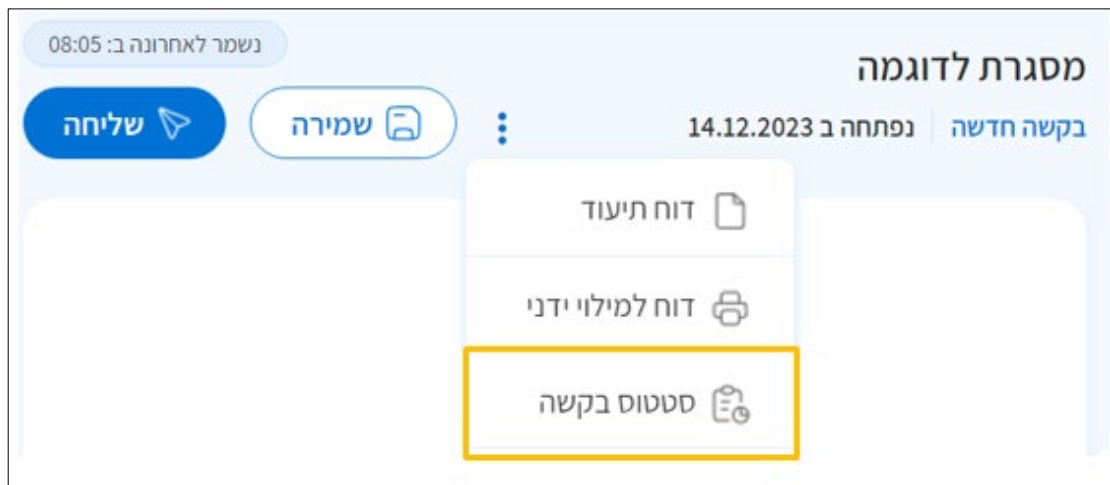 נשמר לאחרונה ב: 08:05
מסגרת לדוגמה
בקשה חדשה | נפתחה ב 14.12.2023
שמירה
שליחה
דוח תיעוד
דוח למילוי ידני
סטטוס בקשה